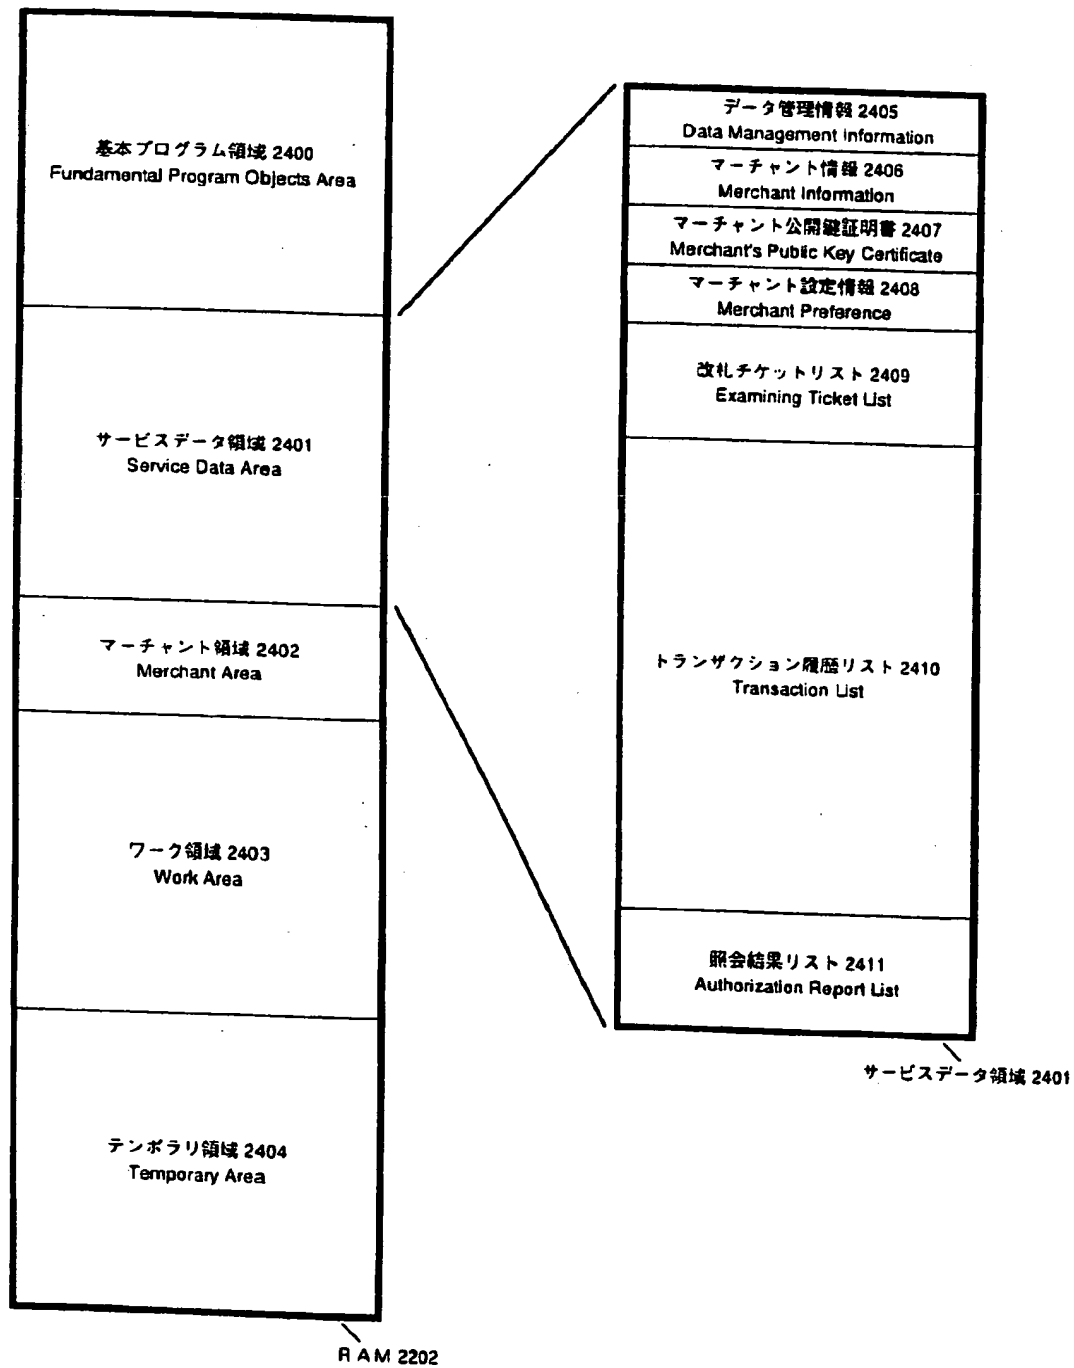 基本プログラム領域 2400
Fundamental Program Objects Area
サービスデータ領域 2401
Service Data Area
マーチャント領域 2402
Merchant Area
ワーク領域 2403
Work Area
テンポラリ領域 2404
Temporary Area
RAM 2202
データ管理情報 2405
Data Management Information
マーチャント情報 2406
Merchant Information
マーチャント公開鍵証明書 2407
Merchant's Public Key Certificate
マーチャント設定情報 2408
Merchant Preference
改札チケットリスト 2409
Examining Ticket List
トランザクション履歴リスト 2410
Transaction List
照会結果リスト 2411
Authorization Report List
サービスデータ領域 2401